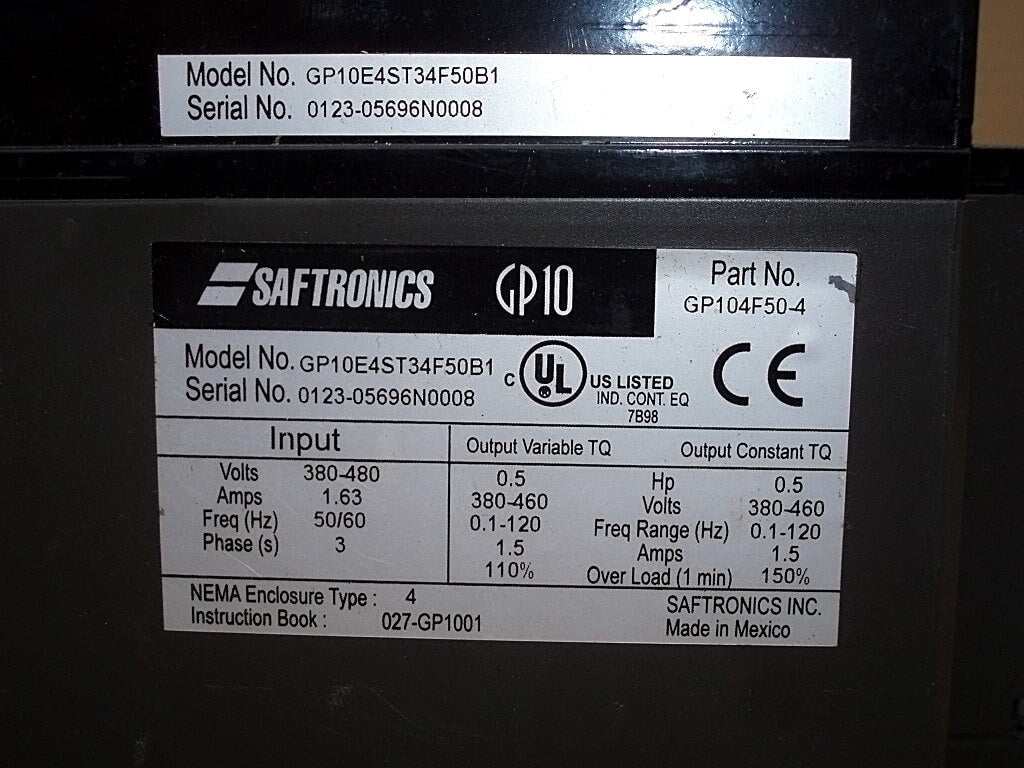 Model No. GP10E4ST34F50B1
Serial No. 0123-05696N0008
SAFTRONICS GP10 Part No.
GP104F50-4
Model No. GP10E4ST34F50B1
Serial No. 0123-05696N0008
C UL US LISTED
IND. CONT. EQ
7B98
CE
Input Output Variable TQ Output Constant TQ
Volts 380-480 0.5 Hp 0.5
Amps 1.63 380-460 Volts 380-460
Freq (Hz) 50/60 0.1-120 Freq Range (Hz) 0.1-120
Phase (s) 3 1.5 Amps 1.5
110% Over Load (1 min) 150%
NEMA Enclosure Type : 4 SAFTRONICS INC.
Instruction Book : 027-GP1001 Made in Mexico